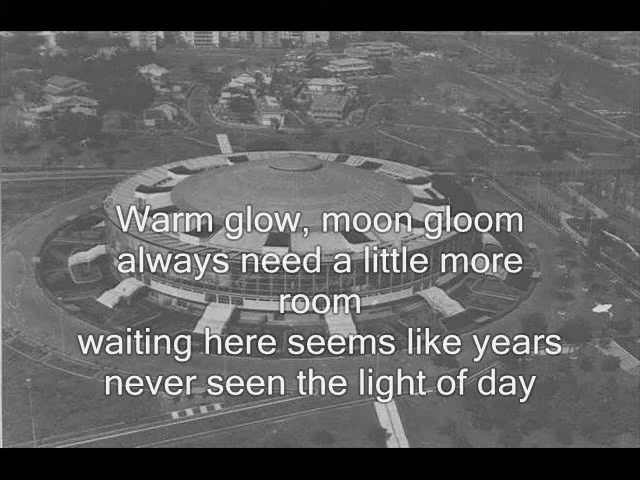 Warm glow, moon gloom
always need a little more
room
waiting here seems like years
never seen the light of day